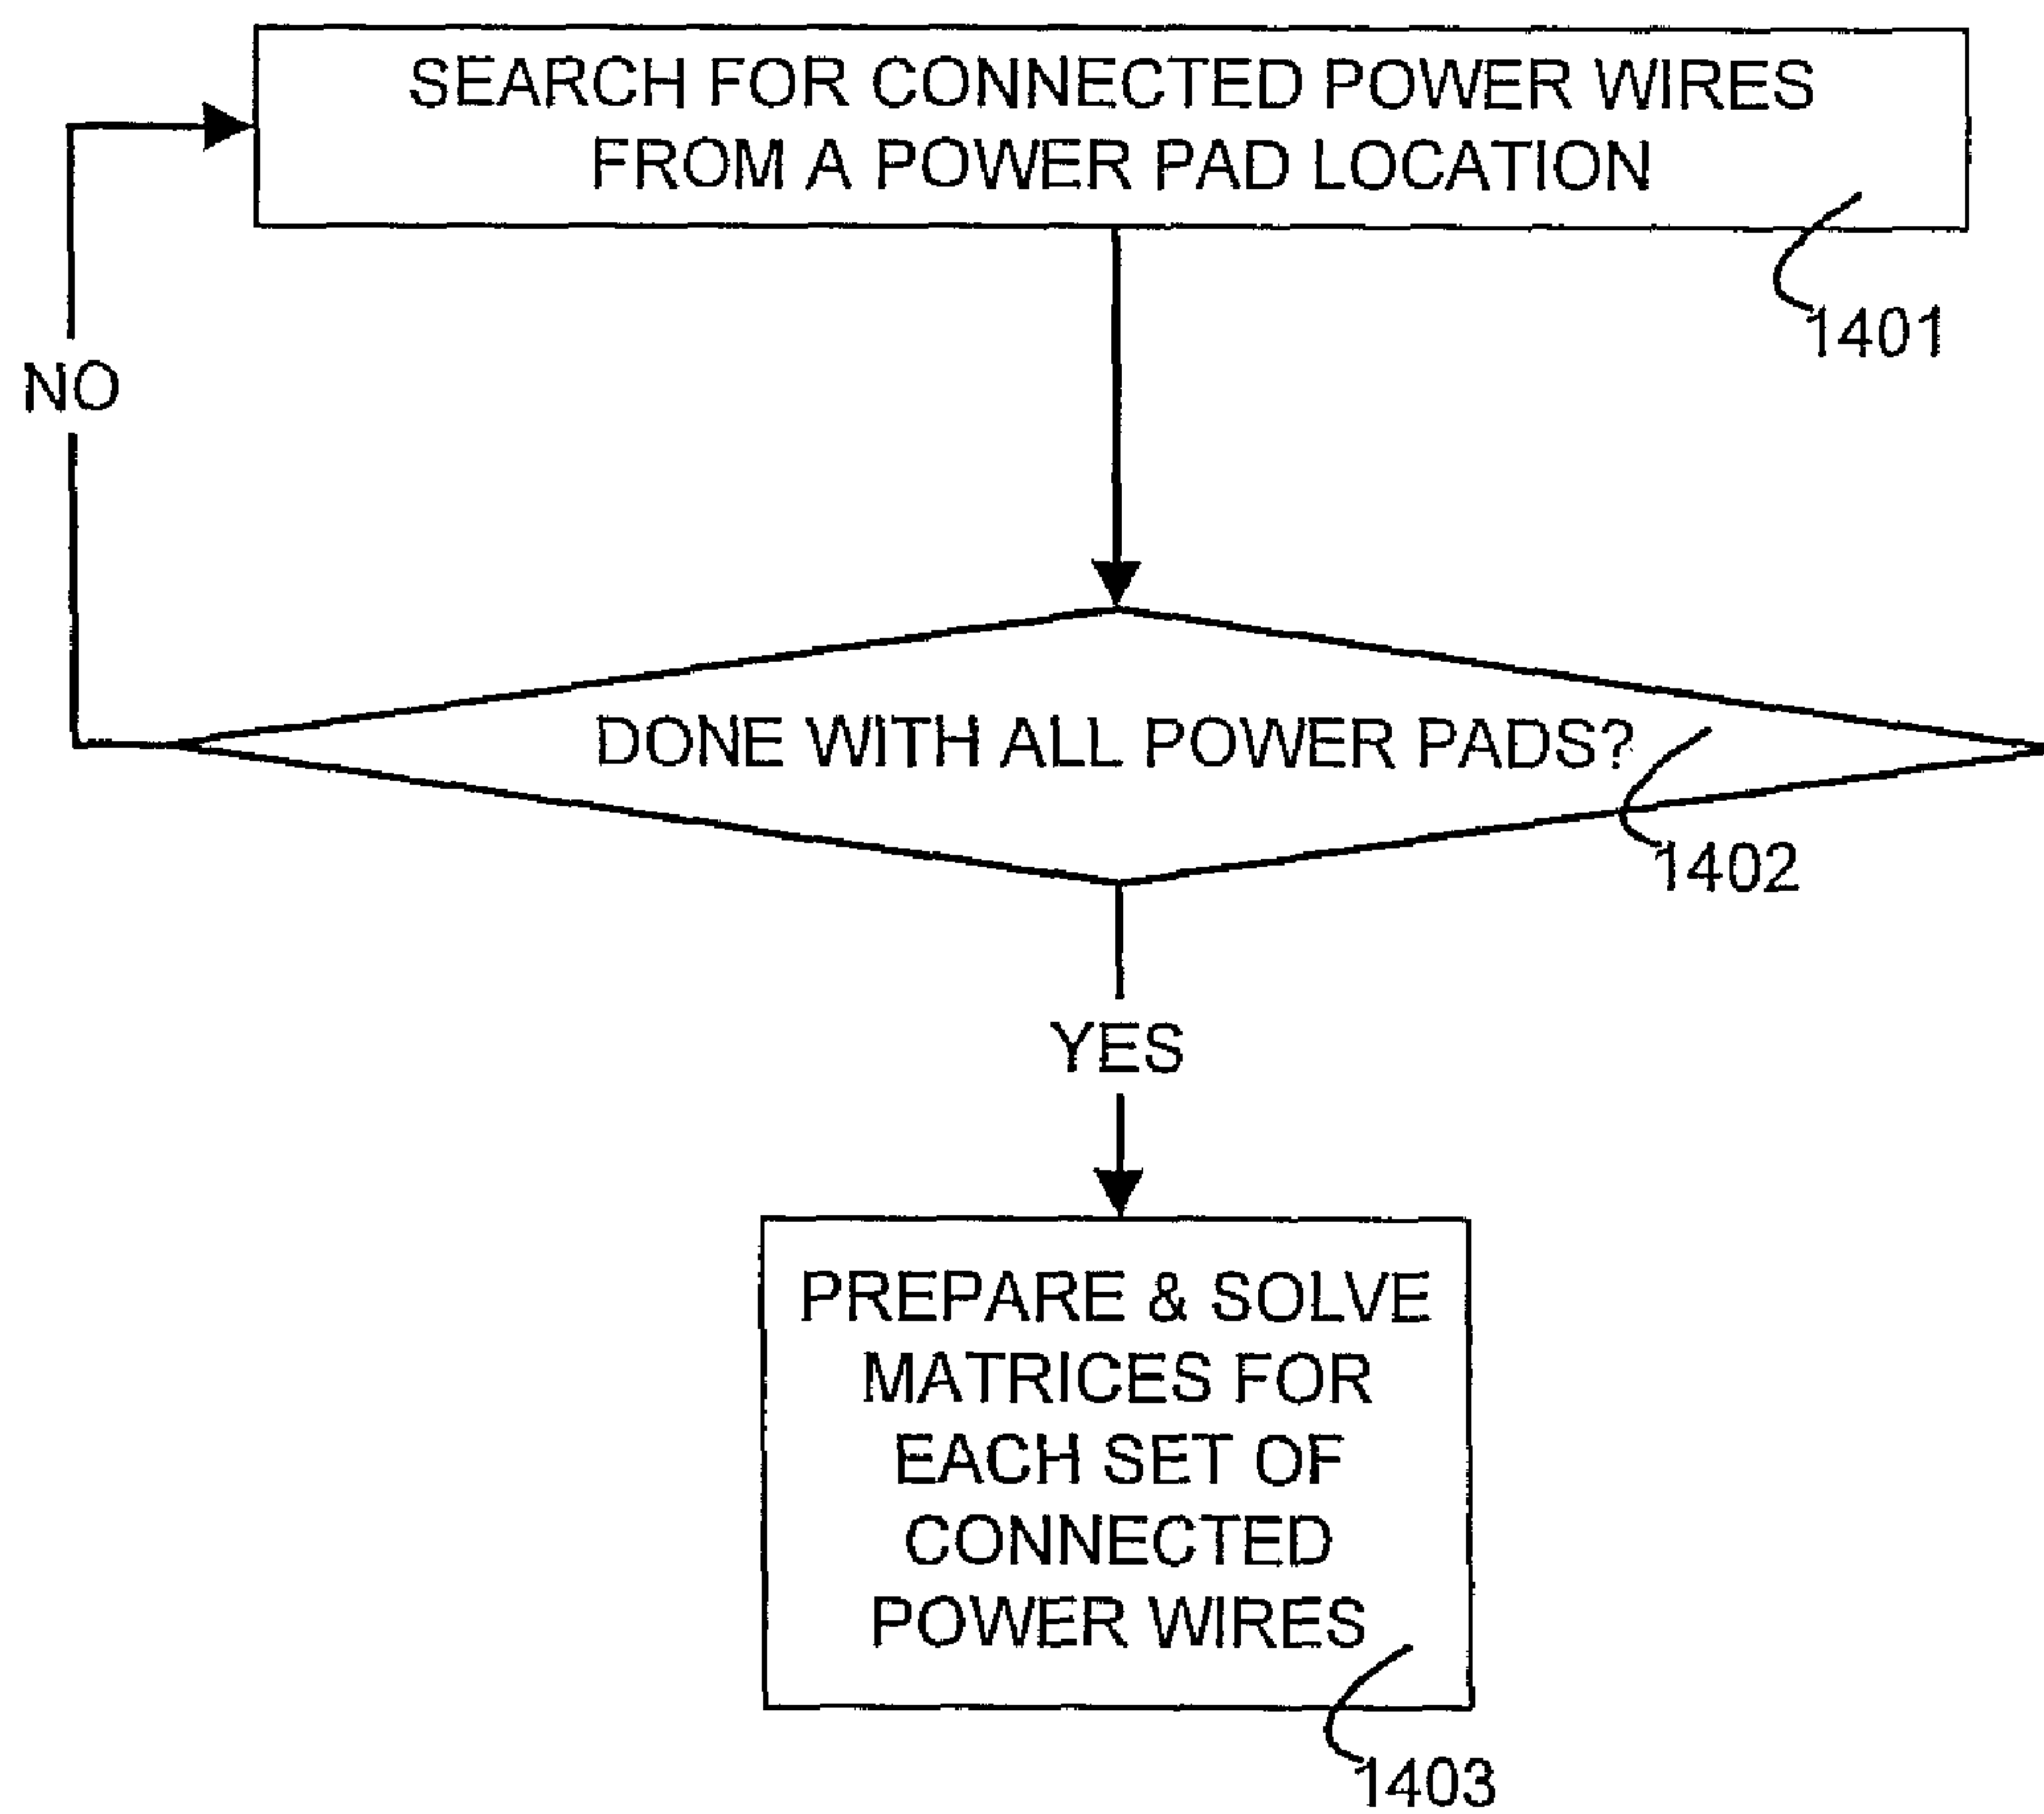 SEARCH FOR CONNECTED POWER WIRES
FROM A POWER PAD LOCATION
1401
NO
DONE WITH ALL POWER PADS?
1402
YES
PREPARE & SOLVE
MATRICES FOR
EACH SET OF
CONNECTED
POWER WIRES
1403